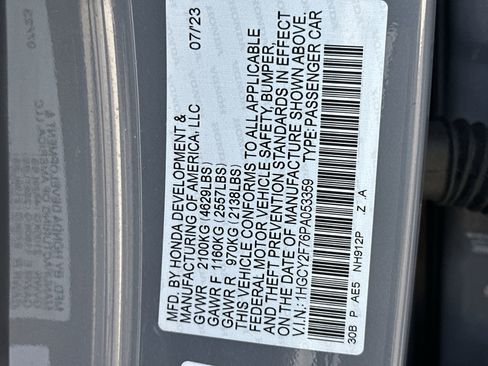 MFD. BY HONDA DEVELOPMENT & 07/'23
MANUFACTURING OF AMERICA, LLC
GVWR 2100KG (4629LBS)
GAWR F 1160KG (2557LBS)
GAWR R 970KG (2138LBS)
THIS VEHICLE CONFORMS TO ALL APPLICABLE
FEDERAL MOTOR VEHICLE SAFETY, BUMPER,
AND THEFT PREVENTION STANDARDS IN EFFECT
ON THE DATE OF MANUFACTURE SHOWN ABOVE.
V.I.N.: 1HGCY2F76PA053359 TYPE: PASSENGER CAR
30B P AE5 NH912P Z . A